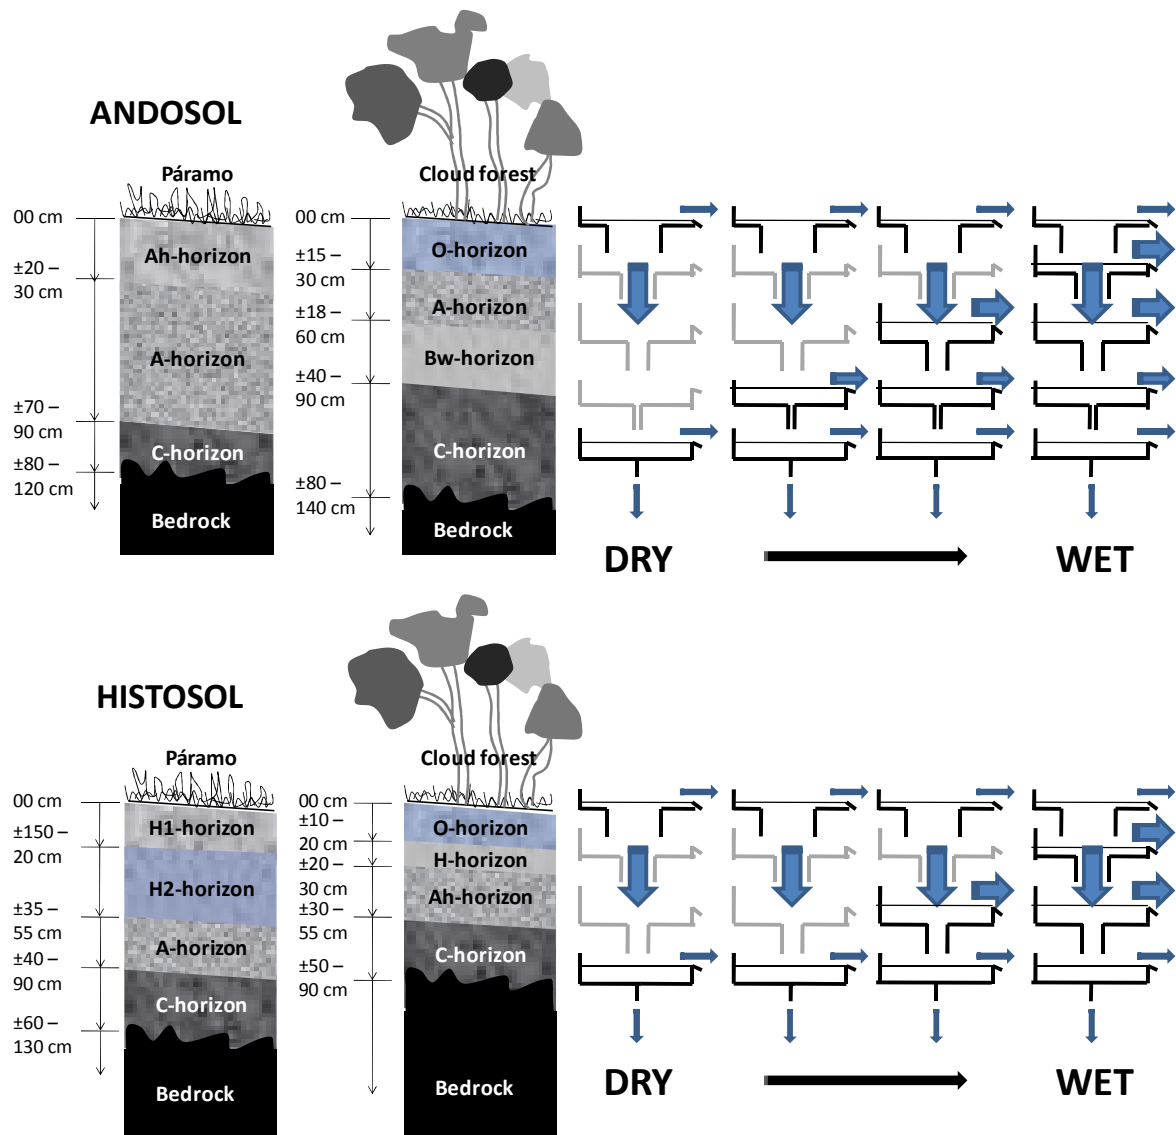 ANDOSOL
Páramo
00 cm
Ah-horizon
±20 –
30 cm
A-horizon
±70 –
90 cm
C-horizon
±80 –
120 cm
Bedrock
Cloud forest
00 cm
O-horizon
±15 –
30 cm
A-horizon
±18 –
60 cm
Bw-horizon
±40 –
90 cm
C-horizon
±80 –
140 cm
Bedrock
DRY
WET
HISTOSOL
Páramo
00 cm
H1-horizon
±150 –
20 cm
H2-horizon
±35 –
55 cm
A-horizon
±40 –
90 cm
C-horizon
±60 –
130 cm
Bedrock
Cloud forest
00 cm
±10 –
O-horizon
20 cm
±20 –
H-horizon
30 cm
Ah-horizon
±30 –
55 cm
C-horizon
±50 –
90 cm
Bedrock
DRY
WET